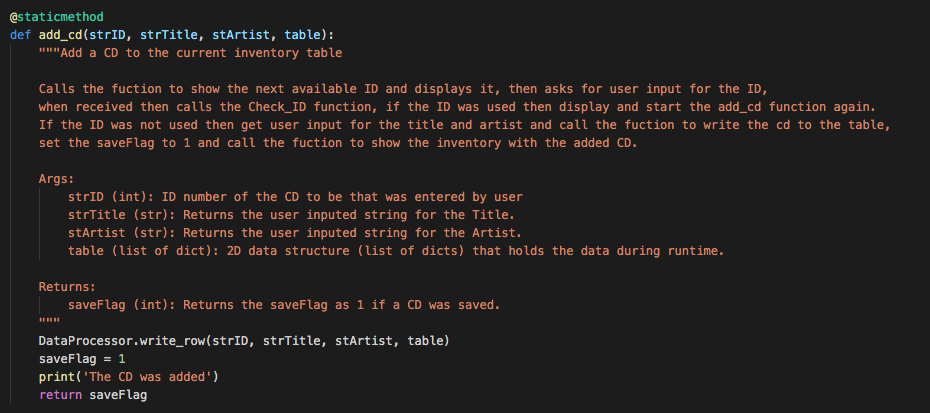 @staticmethod
def add_cd(strID, strTitle, stArtist, table):
"""Add a CD to the current inventory table
Calls the fuction to show the next available ID and displays it, then asks for user input for the ID,
when received then calls the Check_ID function, if the ID was used then display and start the add_cd function again.
If the ID was not used then get user input for the title and artist and call the fuction to write the cd to the table,
set the saveFlag to 1 and call the fuction to show the inventory with the added CD.
Args:
strID (int): ID number of the CD to be that was entered by user
strTitle (str): Returns the user inputed string for the Title.
stArtist (str): Returns the user inputed string for the Artist.
table (list of dict): 2D data structure (list of dicts) that holds the data during runtime.
Returns:
saveFlag (int): Returns the saveFlag as 1 if a CD was saved.
"""
DataProcessor.write_row(strID, strTitle, stArtist, table)
saveFlag = 1
print('The CD was added')
return saveFlag